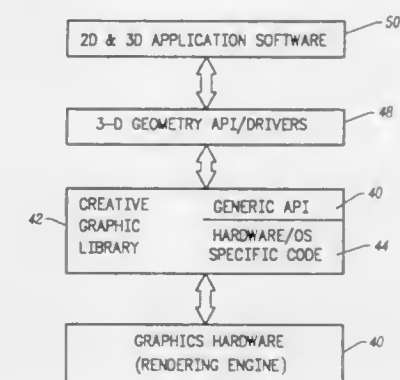 2D & 3D APPLICATION SOFTWARE
50
3-D GEOMETRY API/DRIVERS
48
CREATIVE
GRAPHIC
LIBRARY
42
GENERIC API
40
HARDWARE/OS
SPECIFIC CODE
44
GRAPHICS HARDWARE
(RENDERING ENGINE)
40